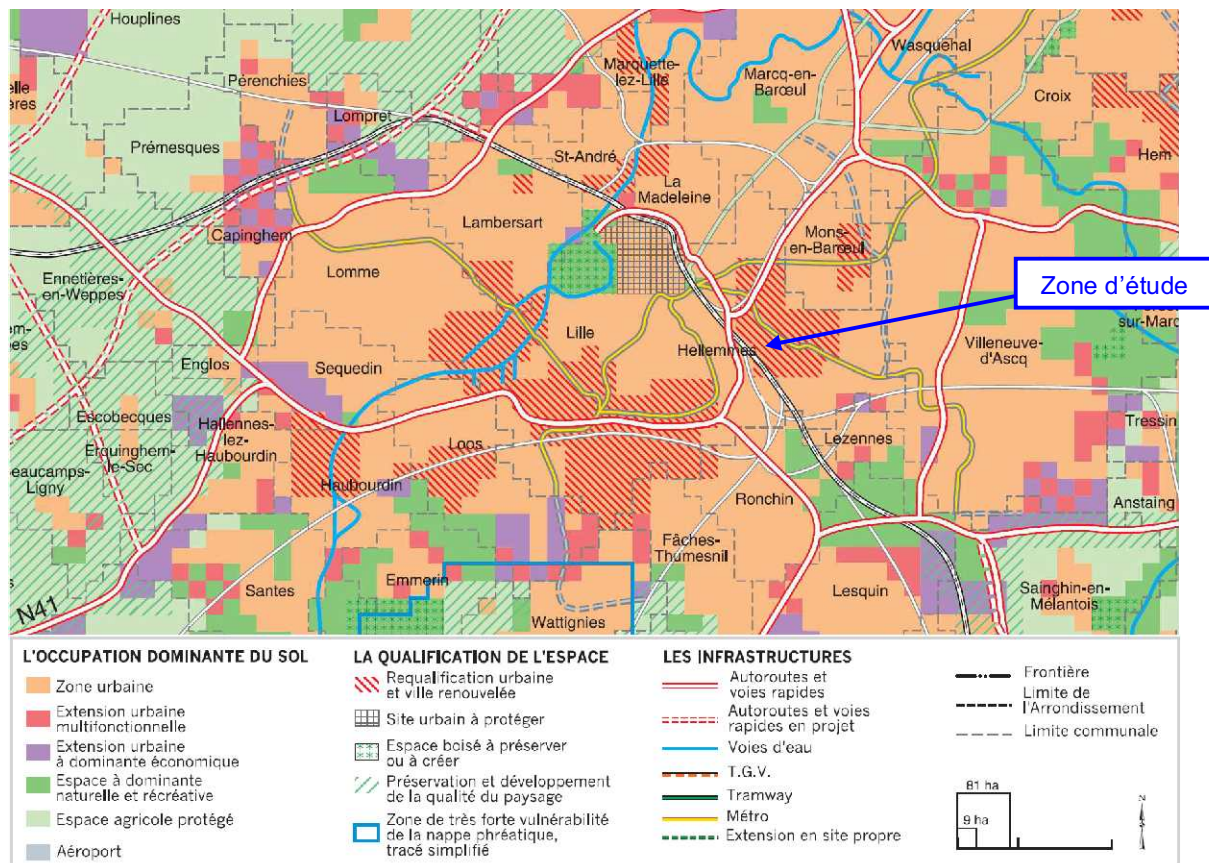 Houplines
Pérenchies
Lompret
Prémesques
Marquette-
lez-Lille
Wasquehal
Marcq-en-
Barœul
Croix
Hem
St-André
La
Madeleine
Lambersart
Capinghem
Lomme
Mons-
en-Barœul
Ennetières-
en-Weppes
Zone d'étude
Lille
Hellemmes
Villeneuve-
d'Ascq
sur-Marc
Englos
Sequedin
Escobecques
Hallennes-
lez-
Haubourdin
Erquinghem-
le-Sec
Beaucamps-
Ligny
Loos
Haubourdin
Lezennes
Tressin
Ronchin
Anstaing
Fâches-
Thumesnil
Santes
Emmerin
Lesquin
Sainghin-en-
Mélantois
N41
Wattignies
L'OCCUPATION DOMINANTE DU SOL
Zone urbaine
Extension urbaine
multifonctionnelle
Extension urbaine
à dominante économique
Espace à dominante
naturelle et récréative
Espace agricole protégé
Aéroport
LA QUALIFICATION DE L'ESPACE
Requalification urbaine
et ville renouvelée
Site urbain à protéger
Espace boisé à préserver
ou à créer
Préservation et développement
de la qualité du paysage
Zone de très forte vulnérabilité
de la nappe phréatique,
tracé simplifié
LES INFRASTRUCTURES
Autoroutes et
voies rapides
Autoroutes et voies
rapides en projet
Voies d'eau
T.G.V.
Tramway
Métro
Extension en site propre
Frontière
Limite de
l'Arrondissement
Limite communale
81 ha
9 ha
N